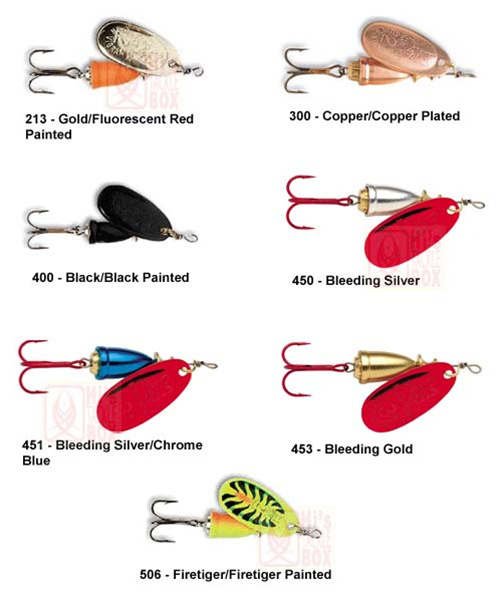 213 - Gold/Fluorescent Red
Painted
300 - Copper/Copper Plated
400 - Black/Black Painted
450 - Bleeding Silver
451 - Bleeding Silver/Chrome
Blue
453 - Bleeding Gold
506 - Firetiger/Firetiger Painted